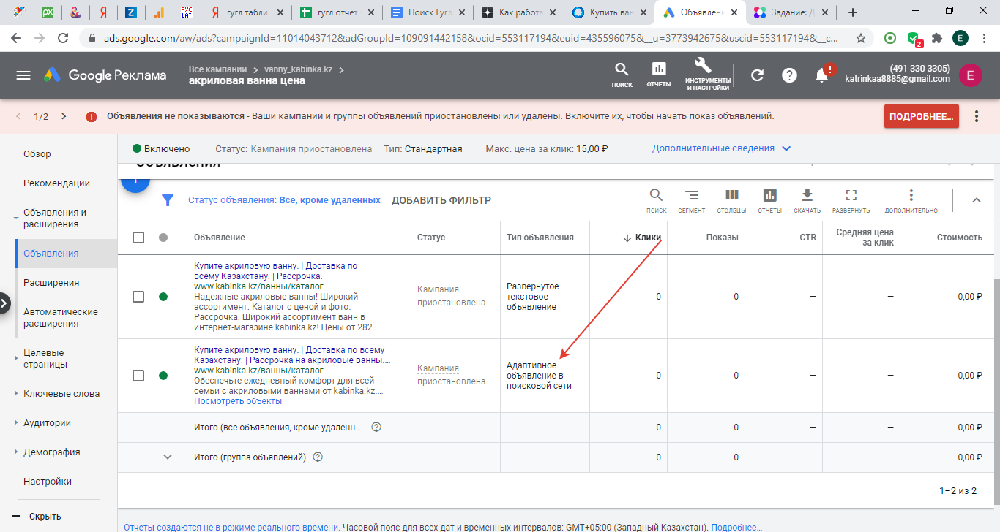 гугл таблиц
гугл отчет
Поиск Гугл
Как работа
Купить ван
Объявлени
Задание: Д
РУС
LAT
ads.google.com/aw/ads?campaignId=11014043712&adGroupId=109091442158&ocid=553117194&euid=435596075&__u=3773942675&uscid=553117194&__c...
2
E
Google Реклама
Все кампании > vanny_kabinka.kz >
акриловая ванна цена
ПОИСК
ОТЧЕТЫ
ИНСТРУМЕНТЫ
И НАСТРОЙКИ
(491-330-3305)
katrinkaa8885@gmail.com
E
1/2
Объявления не показываются - Ваши кампании и группы объявлений приостановлены или удалены. Включите их, чтобы начать показ объявлений.
ПОДРОБНЕЕ...
Обзор
Рекомендации
Объявления и
расширения
Объявления
Расширения
Автоматические
расширения
Целевые
страницы
Ключевые слова
Аудитории
Демография
Настройки
Скрыть
Включено
Статус: Кампания приостановлена
Тип: Стандартная
Макс. цена за клик: 15,00 ₽
Дополнительные сведения
Объявления
Статус объявления: Все, кроме удаленных
ДОБАВИТЬ ФИЛЬТР
ПОИСК
СЕГМЕНТ
СТОЛБЦЫ
ОТЧЕТЫ
СКАЧАТЬ
РАЗВЕРНУТЬ
ДОПОЛНИТЕЛЬНО
Объявление
Статус
Тип объявления
Клики
Показы
CTR
Средняя цена
за клик
Стоимость
Купите акриловую ванну. | Доставка по
всему Казахстану. | Рассрочка.
www.kabinka.kz/ванны/каталог
Надежные акриловые ванны! Широкий
ассортимент. Каталог с ценой и фото.
Рассрочка. Широкий ассортимент ванн в
интернет-магазине kabinka.kz! Цены от 282...
Кампания
приостановлена
Развернутое
текстовое
объявление
0
0
—
—
0,00 ₽
Купите акриловую ванну. | Доставка по всему
Казахстану. | Рассрочка на акриловые ванны....
www.kabinka.kz/ванны/каталог
Обеспечьте ежедневный комфорт для всей
семьи с акриловыми ваннами от kabinka.kz....
Посмотреть объекты
Кампания
приостановлена
Адаптивное
объявление в
поисковой сети
0
0
—
—
0,00 ₽
Итого (все объявления, кроме удаленн...
0
0
—
—
0,00 ₽
Итого (группа объявлений)
0
0
—
—
0,00 ₽
1–2 из 2
Отчеты создаются не в режиме реального времени. Часовой пояс для всех дат и временных интервалов: GMT+05:00 (Западный Казахстан). Подробнее...